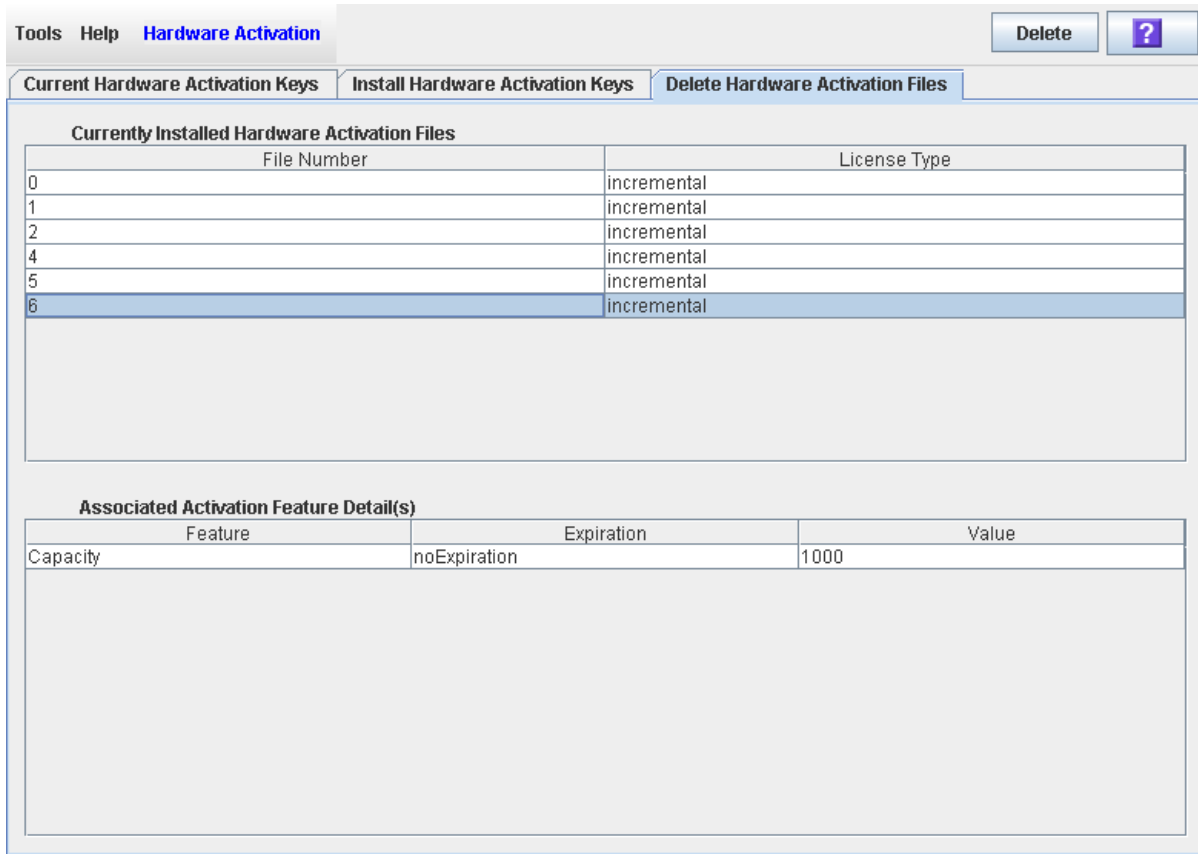 Tools Help Hardware Activation Delete ?
Current Hardware Activation Keys Install Hardware Activation Keys Delete Hardware Activation Files
Currently Installed Hardware Activation Files
File Number License Type
0 incremental
1 incremental
2 incremental
4 incremental
5 incremental
6 incremental
Associated Activation Feature Detail(s)
Feature Expiration Value
Capacity noExpiration 1000